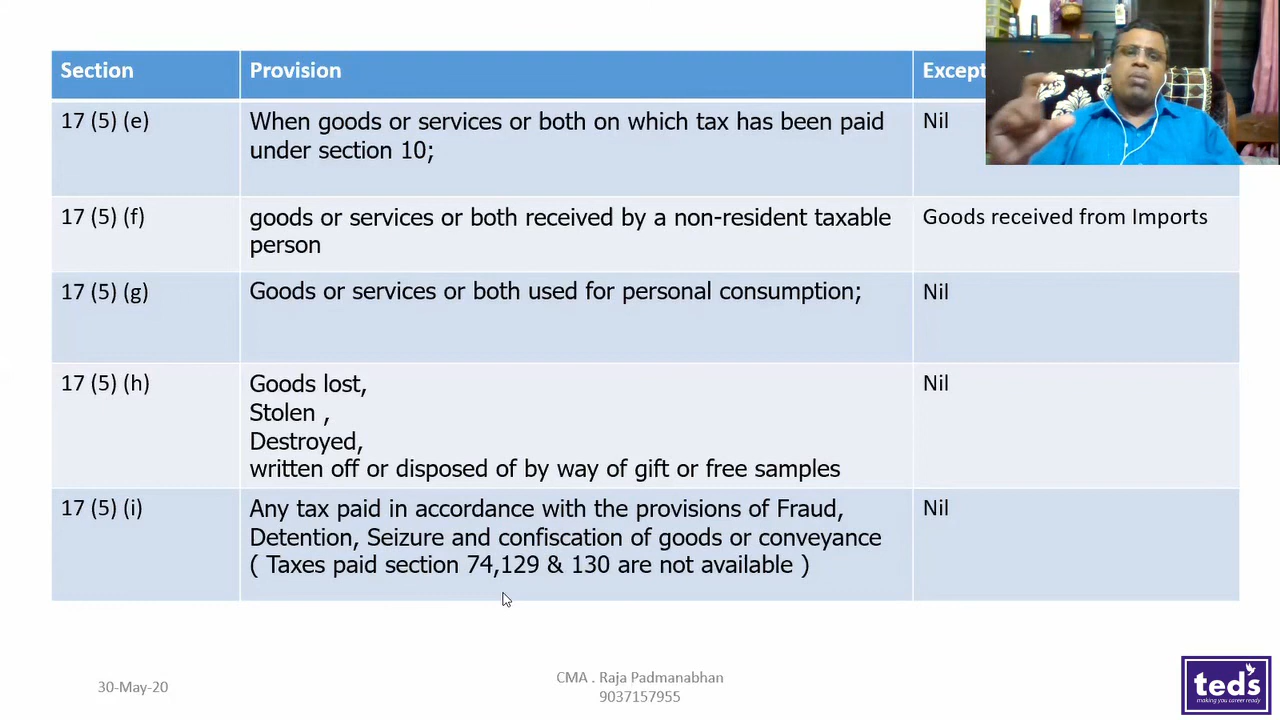 Section
Provision
Except
17 (5) (e)
When goods or services or both on which tax has been paid
under section 10;
Nil
17 (5) (f)
goods or services or both received by a non-resident taxable
person
Goods received from Imports
17 (5) (g)
Goods or services or both used for personal consumption;
Nil
17 (5) (h)
Goods lost,
Stolen ,
Destroyed,
written off or disposed of by way of gift or free samples
Nil
17 (5) (i)
Any tax paid in accordance with the provisions of Fraud,
Detention, Seizure and confiscation of goods or conveyance
( Taxes paid section 74,129 & 130 are not available )
Nil
30-May-20
CMA . Raja Padmanabhan
9037157955
ted's
making you career ready